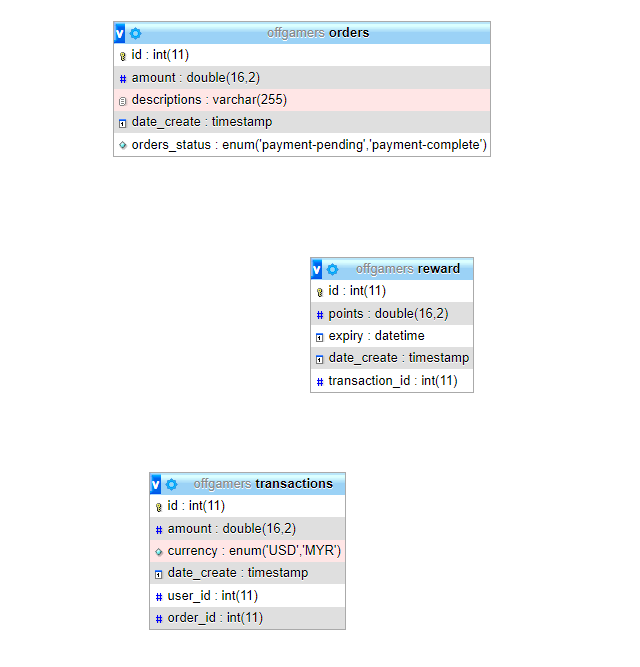 offgamers orders
id : int(11)
amount : double(16,2)
descriptions : varchar(255)
date_create : timestamp
orders_status : enum('payment-pending','payment-complete')
offgamers reward
id : int(11)
points : double(16,2)
expiry : datetime
date_create : timestamp
transaction_id : int(11)
offgamers transactions
id : int(11)
amount : double(16,2)
currency : enum('USD','MYR')
date_create : timestamp
user_id : int(11)
order_id : int(11)